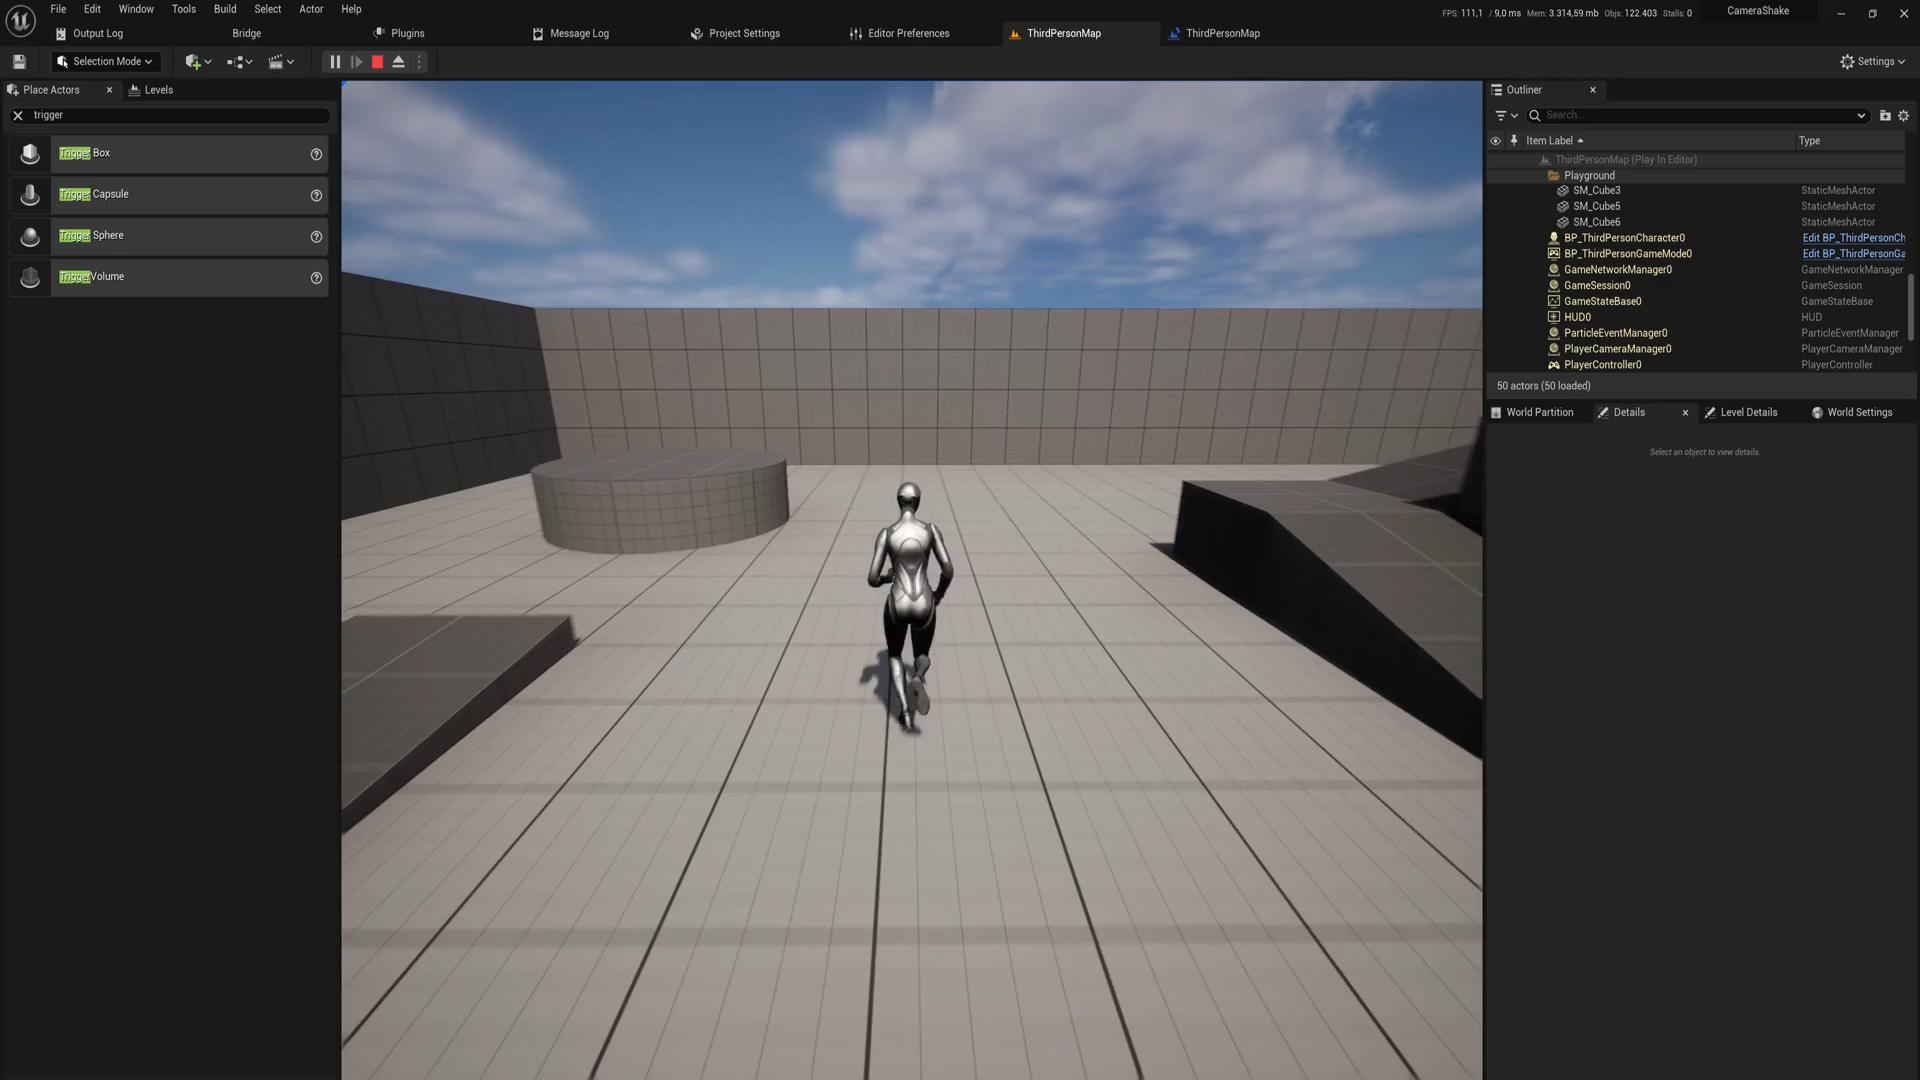 File Edit Window Tools Build Select Actor Help
FPS: 111,1 / 9,0 ms Mem: 3.314,59 mb Objs: 122.403 Stalls: 0
CameraShake
Output Log
Bridge
Plugins
Message Log
Project Settings
Editor Preferences
ThirdPersonMap
ThirdPersonMap
Selection Mode
Settings
Place Actors
Levels
trigger
Trigger Box
Trigger Capsule
Trigger Sphere
TriggerVolume
Outliner
Search...
Item Label
Type
ThirdPersonMap (Play In Editor)
Playground
SM_Cube3 StaticMeshActor
SM_Cube5 StaticMeshActor
SM_Cube6 StaticMeshActor
BP_ThirdPersonCharacter0 Edit BP_ThirdPersonCh
BP_ThirdPersonGameMode0 Edit BP_ThirdPersonGa
GameNetworkManager0 GameNetworkManager
GameSession0 GameSession
GameStateBase0 GameStateBase
HUD0 HUD
ParticleEventManager0 ParticleEventManager
PlayerCameraManager0 PlayerCameraManager
PlayerController0 PlayerController
50 actors (50 loaded)
World Partition
Details
Level Details
World Settings
Select an object to view details.